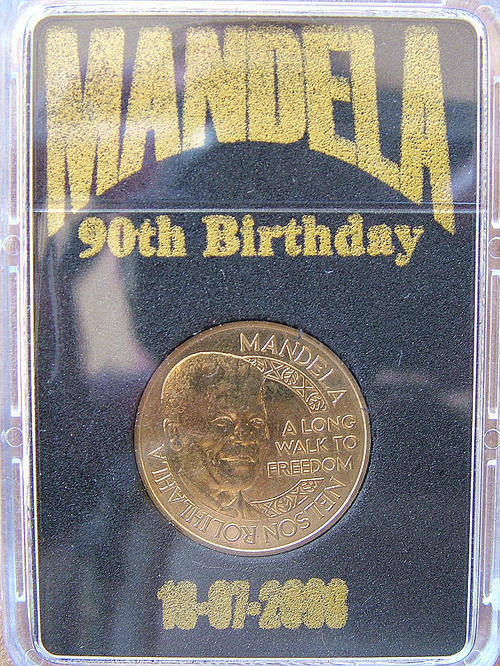 MANDELA
90th Birthday
NELSON ROLIHLAHLA MANDELA
A LONG
WALK TO
FREEDOM
18-07-2008